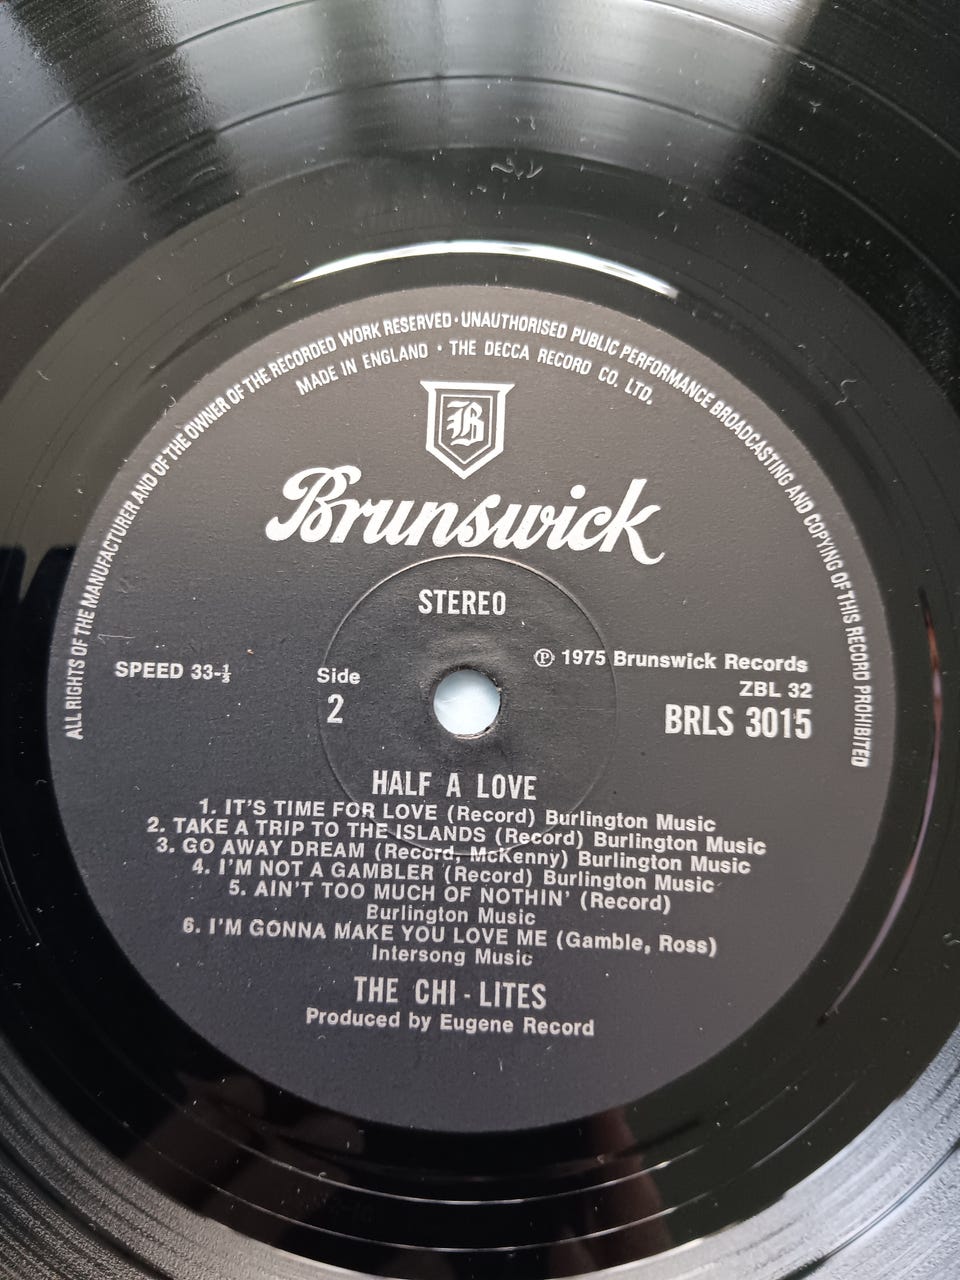 ALL RIGHTS OF THE MANUFACTURER AND OF THE OWNER OF THE RECORDED WORK RESERVED · UNAUTHORISED PUBLIC PERFORMANCE BROADCASTING AND COPYING OF THIS RECORD PROHIBITED
MADE IN ENGLAND · THE DECCA RECORD CO. LTD.
B
Brunswick
STEREO
SPEED 33-⅓
Side
2
℗ 1975 Brunswick Records
ZBL 32
BRLS 3015
HALF A LOVE
1. IT'S TIME FOR LOVE (Record) Burlington Music
2. TAKE A TRIP TO THE ISLANDS (Record) Burlington Music
3. GO AWAY DREAM (Record, McKenny) Burlington Music
4. I'M NOT A GAMBLER (Record) Burlington Music
5. AIN'T TOO MUCH OF NOTHIN' (Record)
Burlington Music
6. I'M GONNA MAKE YOU LOVE ME (Gamble, Ross)
Intersong Music
THE CHI - LITES
Produced by Eugene Record